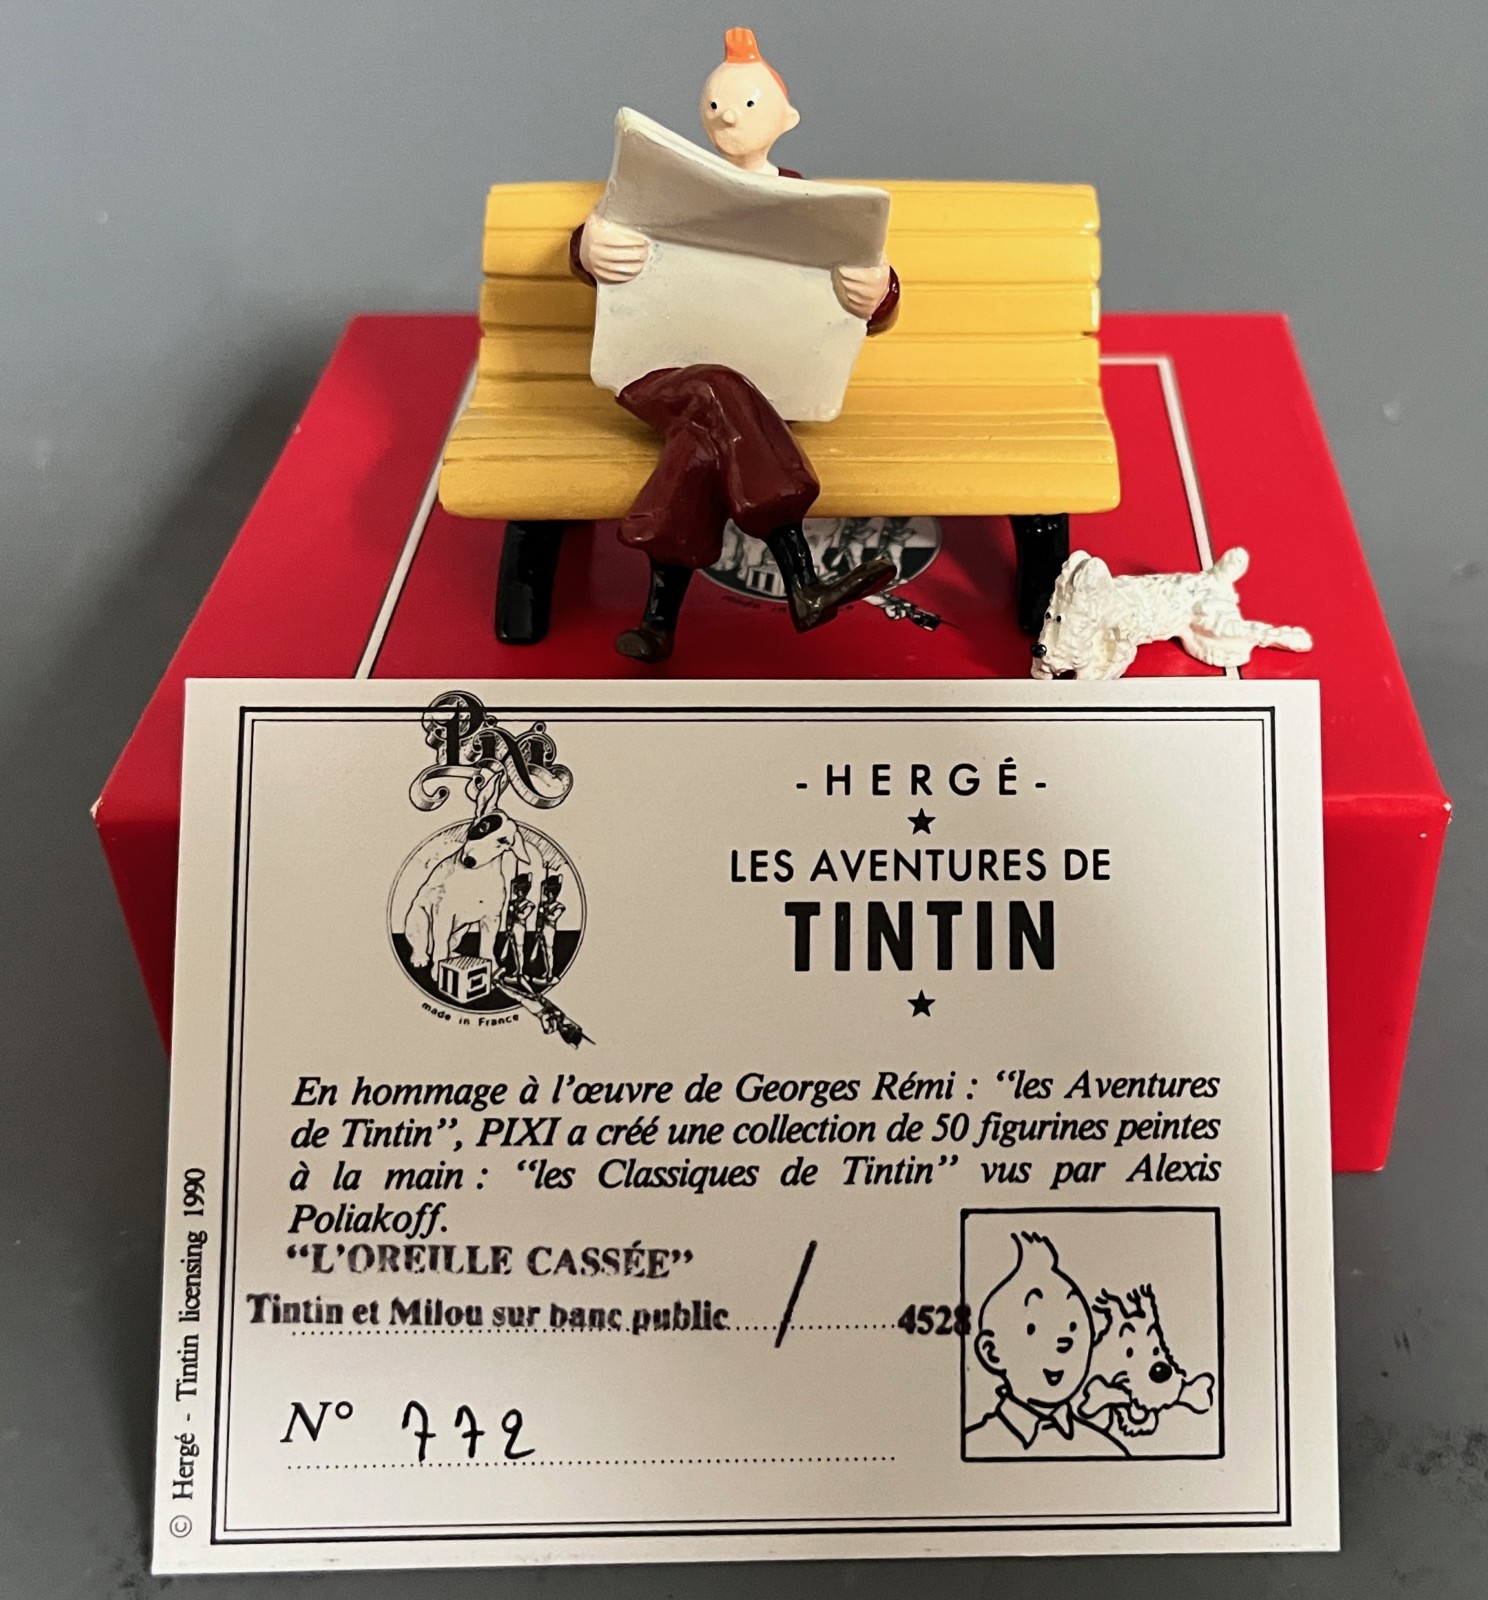 made in
Pixi
made in France
- HERGÉ -
★
LES AVENTURES DE
TINTIN
★
En hommage à l'œuvre de Georges Rémi : “les Aventures
de Tintin”, PIXI a créé une collection de 50 figurines peintes
à la main : “les Classiques de Tintin” vus par Alexis
Poliakoff.
“L'OREILLE CASSÉE”
Tintin et Milou sur banc public / 4528
N° 772
© Hergé - Tintin licensing 1990